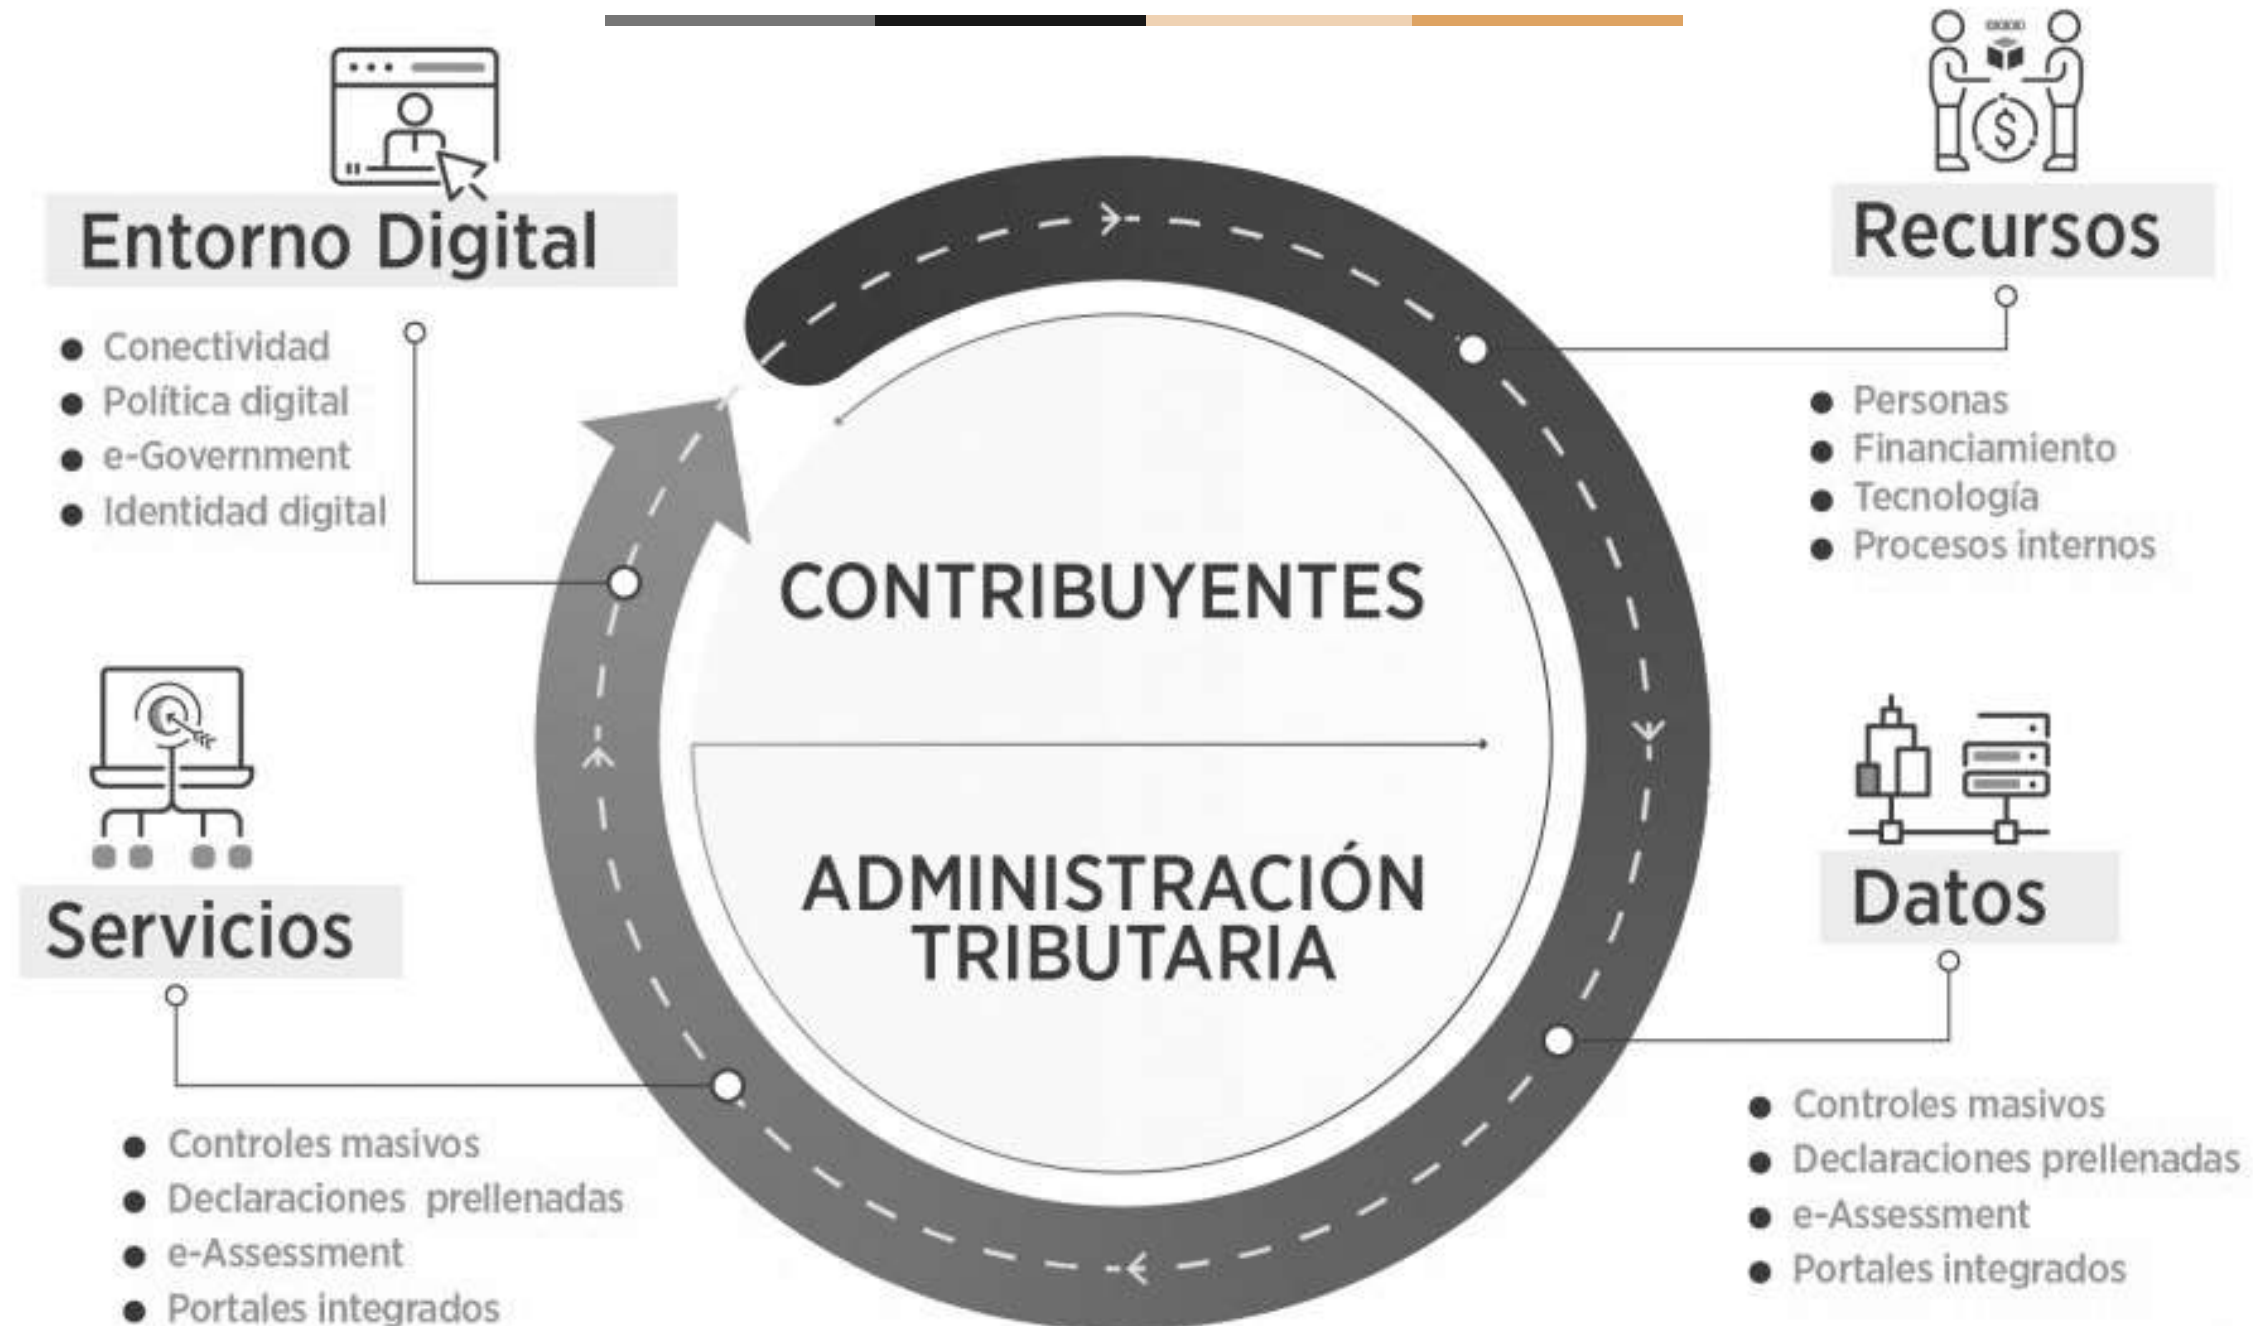 Entorno Digital
Conectividad
Política digital
e-Government
Identidad digital
Recursos
Personas
Financiamiento
Tecnología
Procesos internos
CONTRIBUYENTES
ADMINISTRACIÓN
TRIBUTARIA
Servicios
Controles masivos
Declaraciones prellenadas
e-Assessment
Portales integrados
Datos
Controles masivos
Declaraciones prellenadas
e-Assessment
Portales integrados